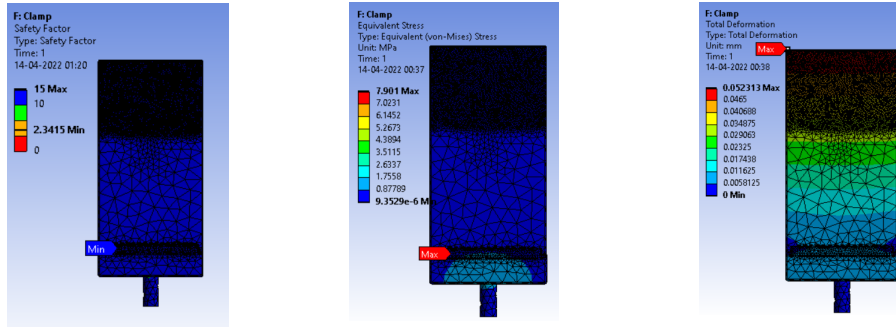 F: Clamp
Safety Factor
Type: Safety Factor
Time: 1
14-04-2022 01:20
15 Max
10
2.3415 Min
0
Min
F: Clamp
Equivalent Stress
Type: Equivalent (von-Mises) Stress
Unit: MPa
Time: 1
14-04-2022 00:37
7.901 Max
7.0231
6.1452
5.2673
4.3894
3.5115
2.6337
1.7558
0.87789
9.3529e-6 M
Max
F: Clamp
Total Deformation
Type: Total Deformation
Unit: mm
Time: 1
14-04-2022 00:38
Max
0.052313 Max
0.0465
0.040688
0.034875
0.029063
0.02325
0.017438
0.011625
0.0058125
0 Min